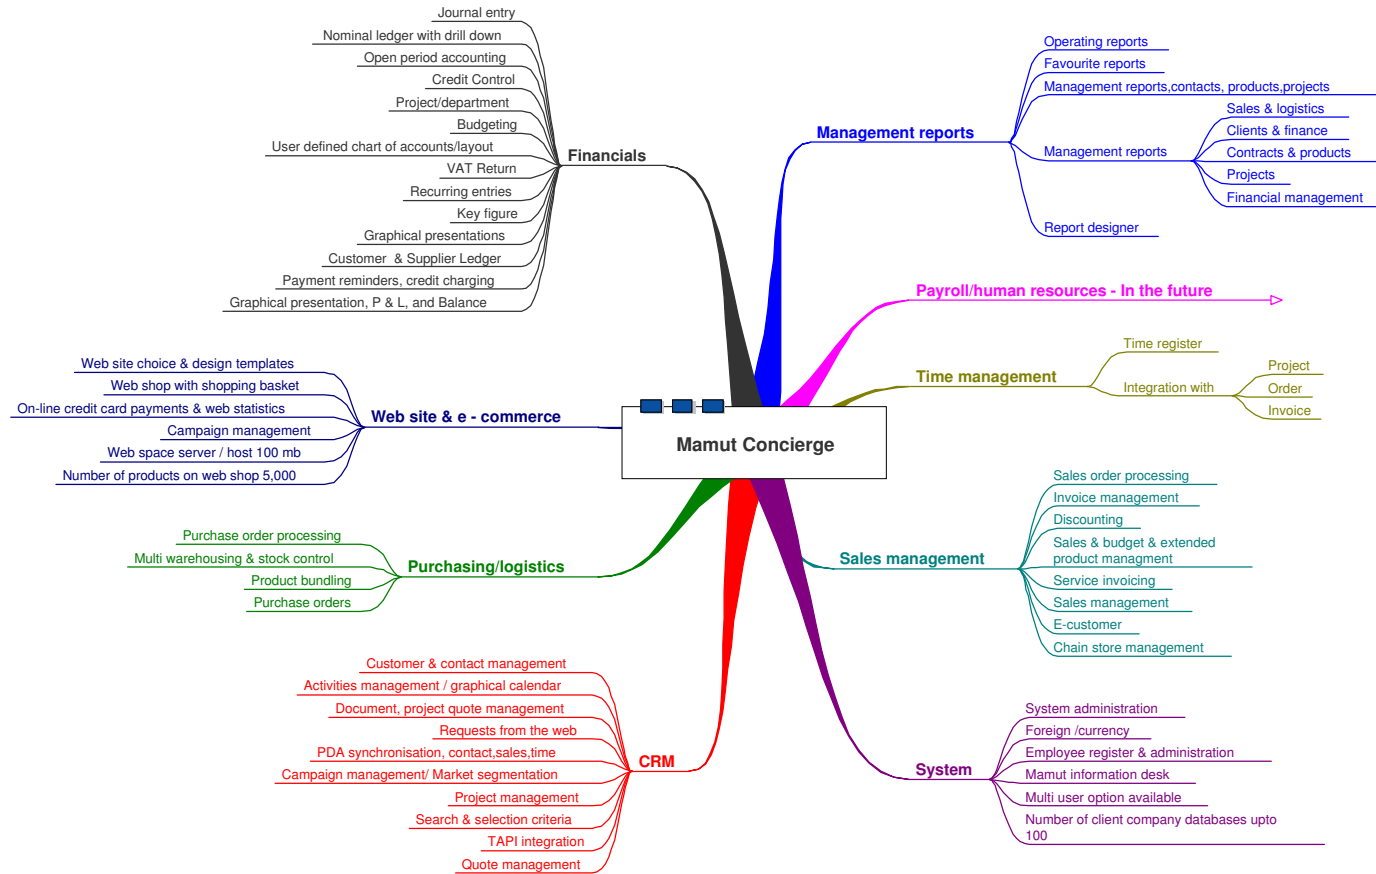 Mamut Concierge
Financials
Journal entry
Nominal ledger with drill down
Open period accounting
Credit Control
Project/department
Budgeting
User defined chart of accounts/layout
VAT Return
Recurring entries
Key figure
Graphical presentations
Customer & Supplier Ledger
Payment reminders, credit charging
Graphical presentation, P & L, and Balance
Web site & e - commerce
Web site choice & design templates
Web shop with shopping basket
On-line credit card payments & web statistics
Campaign management
Web space server / host 100 mb
Number of products on web shop 5,000
Purchasing/logistics
Purchase order processing
Multi warehousing & stock control
Product bundling
Purchase orders
CRM
Customer & contact management
Activities management / graphical calendar
Document, project quote management
Requests from the web
PDA synchronisation, contact,sales,time
Campaign management/ Market segmentation
Project management
Search & selection criteria
TAPI integration
Quote management
Management reports
Operating reports
Favourite reports
Management reports,contacts, products,projects
Management reports
Sales & logistics
Clients & finance
Contracts & products
Projects
Financial management
Report designer
Payroll/human resources - In the future
Time management
Time register
Integration with
Project
Order
Invoice
Sales management
Sales order processing
Invoice management
Discounting
Sales & budget & extended
product managment
Service invoicing
Sales management
E-customer
Chain store management
System
System administration
Foreign /currency
Employee register & administration
Mamut information desk
Multi user option available
Number of client company databases upto
100